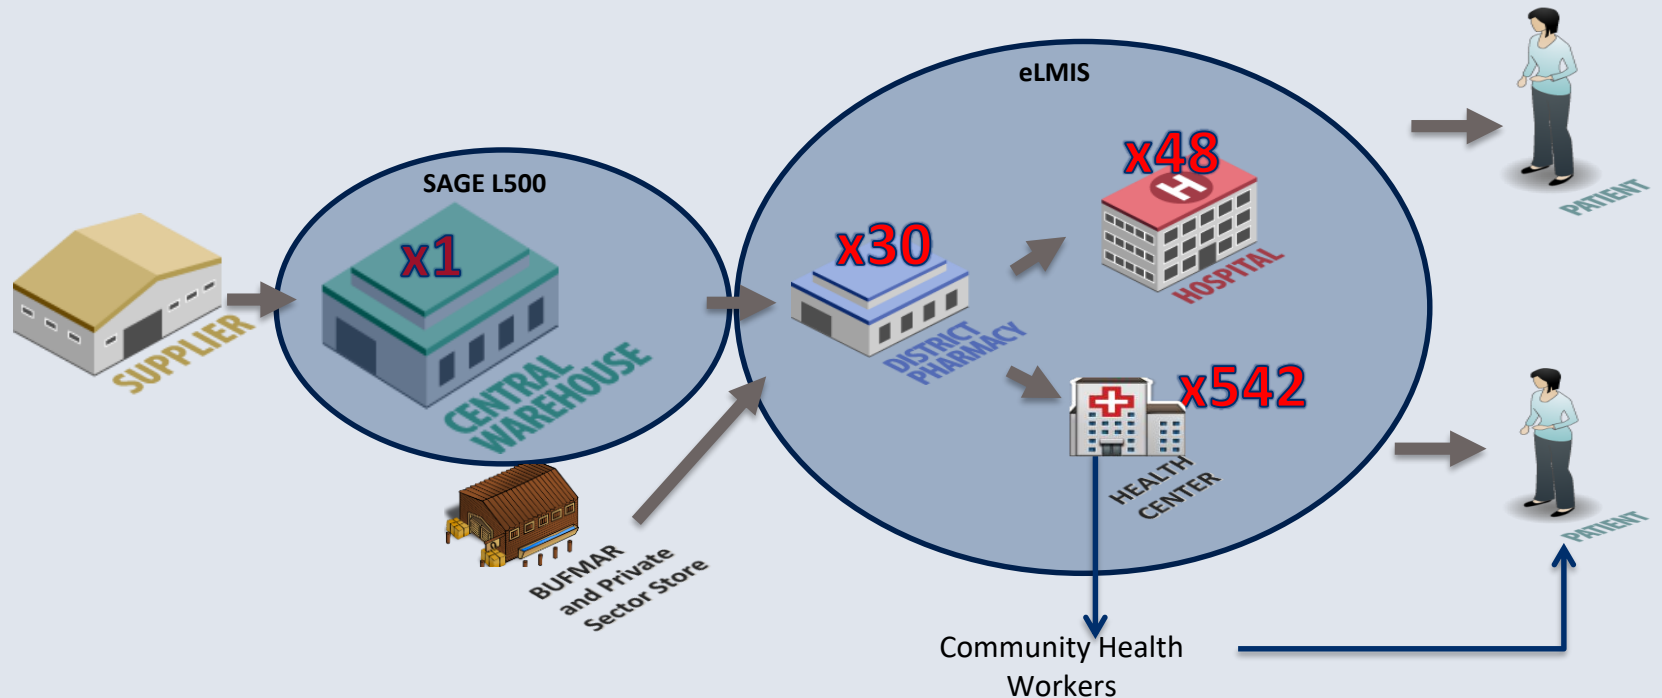 eLMIS
SAGE L500
x48
x1
x30
x542
SUPPLIER
CENTRAL
WAREHOUSE
DISTRICT
PHARMACY
HOSPITAL
H
HEALTH
CENTER
PATIENT
PATIENT
BUFMAR
and Private
Sector Store
Community Health
Workers